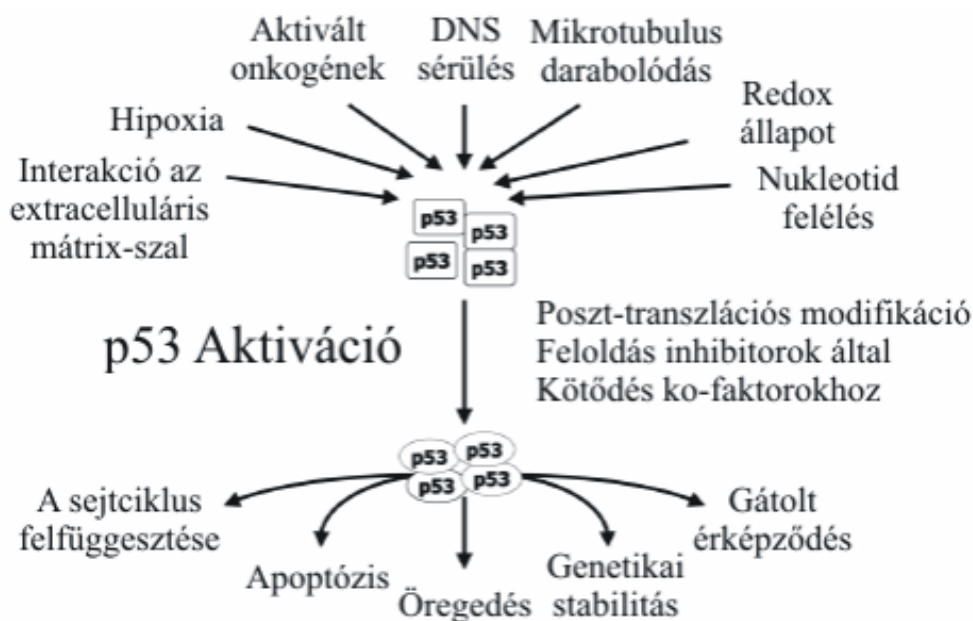 Aktivált
onkogének
DNS
sérülés
Mikrotubulus
darabolódás
Hipoxia
Redox
állapot
Interakció az
extracelluláris
mátrix-szal
Nukleotid
felélés
p53
p53
p53
p53
p53 Aktiváció
Poszt-transzlációs modifikáció
Feloldás inhibitorok által
Kötődés ko-faktorokhoz
p53
p53
p53
p53
A sejtciklus
felfüggesztése
Apoptózis
Öregedés
Genetikai
stabilitás
Gátolt
érképződés